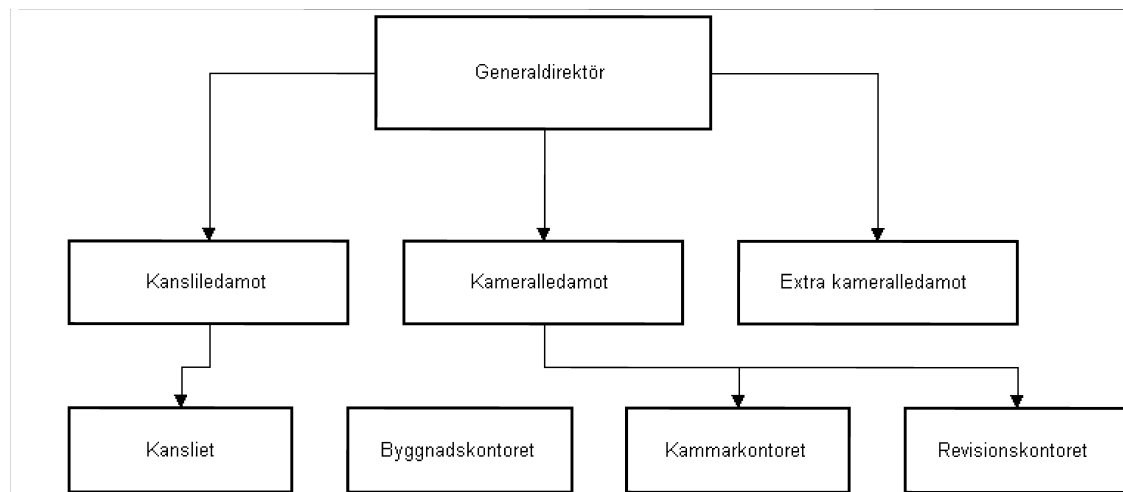 Generaldirektör
Kansliledamot
Kameralledamot
Extra kameralledamot
Kansliet
Byggnadskontoret
Kammarkontoret
Revisionskontoret